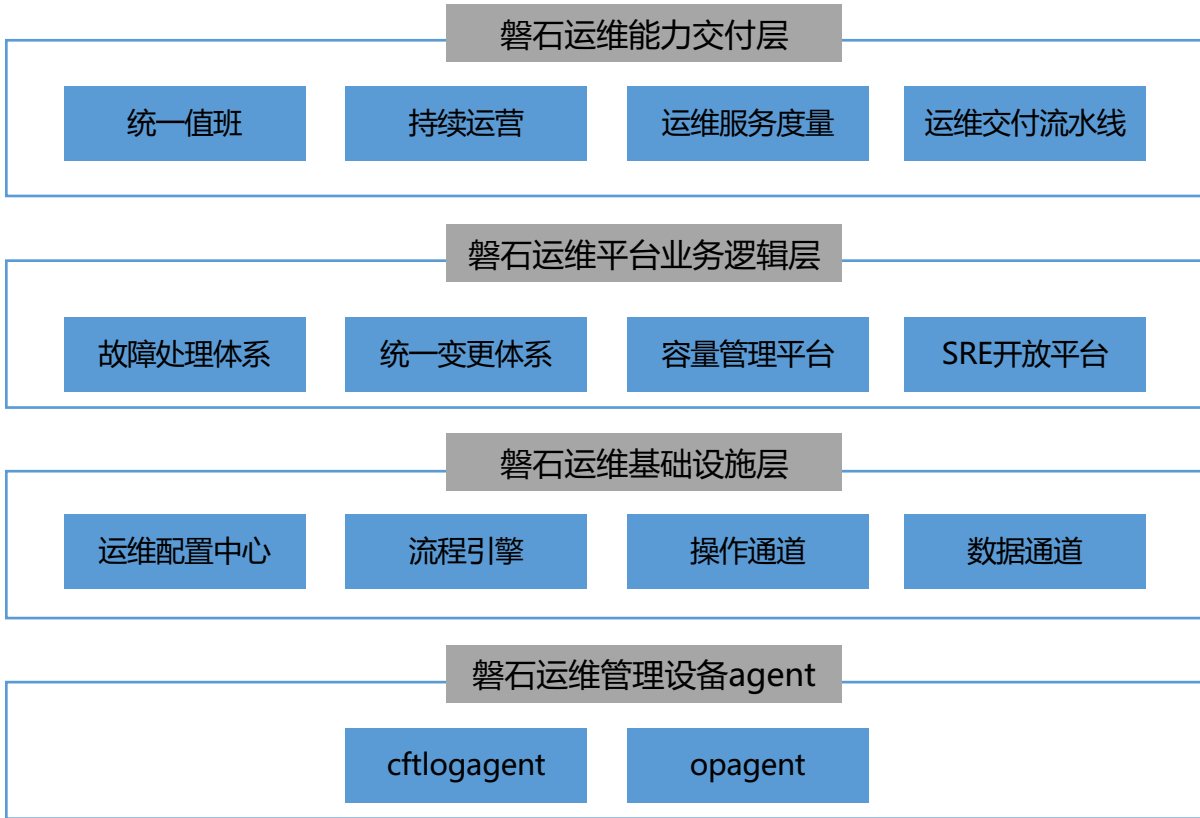 磐石运维能力交付层
统一值班
持续运营
运维服务度量
运维交付流水线
磐石运维平台业务逻辑层
故障处理体系
统一变更体系
容量管理平台
SRE开放平台
磐石运维基础设施层
运维配置中心
流程引擎
操作通道
数据通道
磐石运维管理设备agent
cftlogagent
opagent